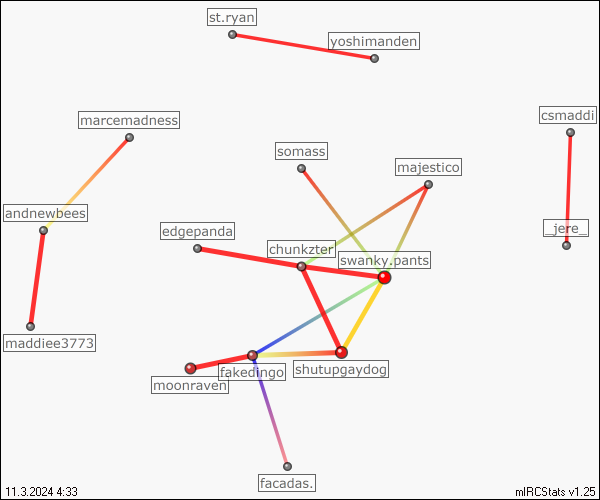 st.ryan
yoshimanden
marcemadness
csmaddi
somass
majestico
andnewbees
edgepanda
_jere_
chunkzter
swanky.pants
maddiee3773
moonraven
fakedingo
shutupgaydog
facadas.
11.3.2024 4:33
mIRCStats v1.25